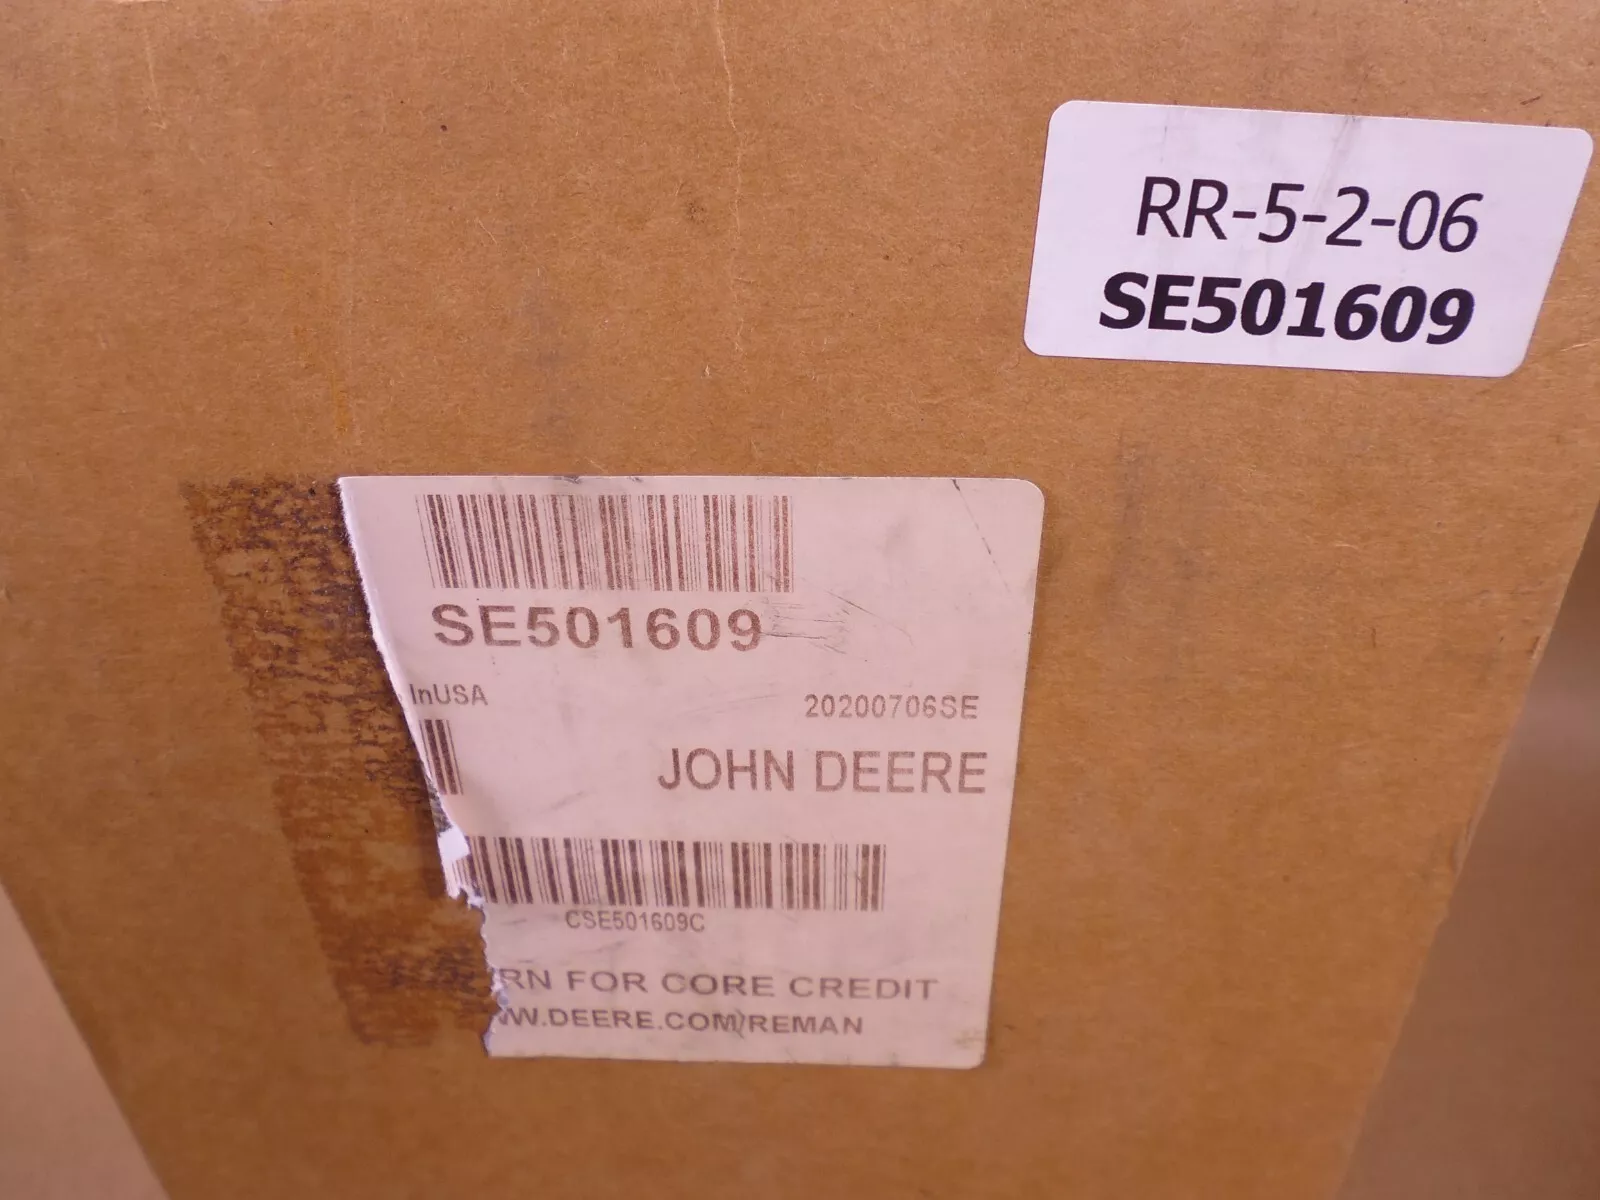 RR-5-2-06
SE501609
SE501609
InUSA 20200706SE
JOHN DEERE
CSE501609C
RN FOR CORE CREDIT
W.DEERE.COM/REMAN